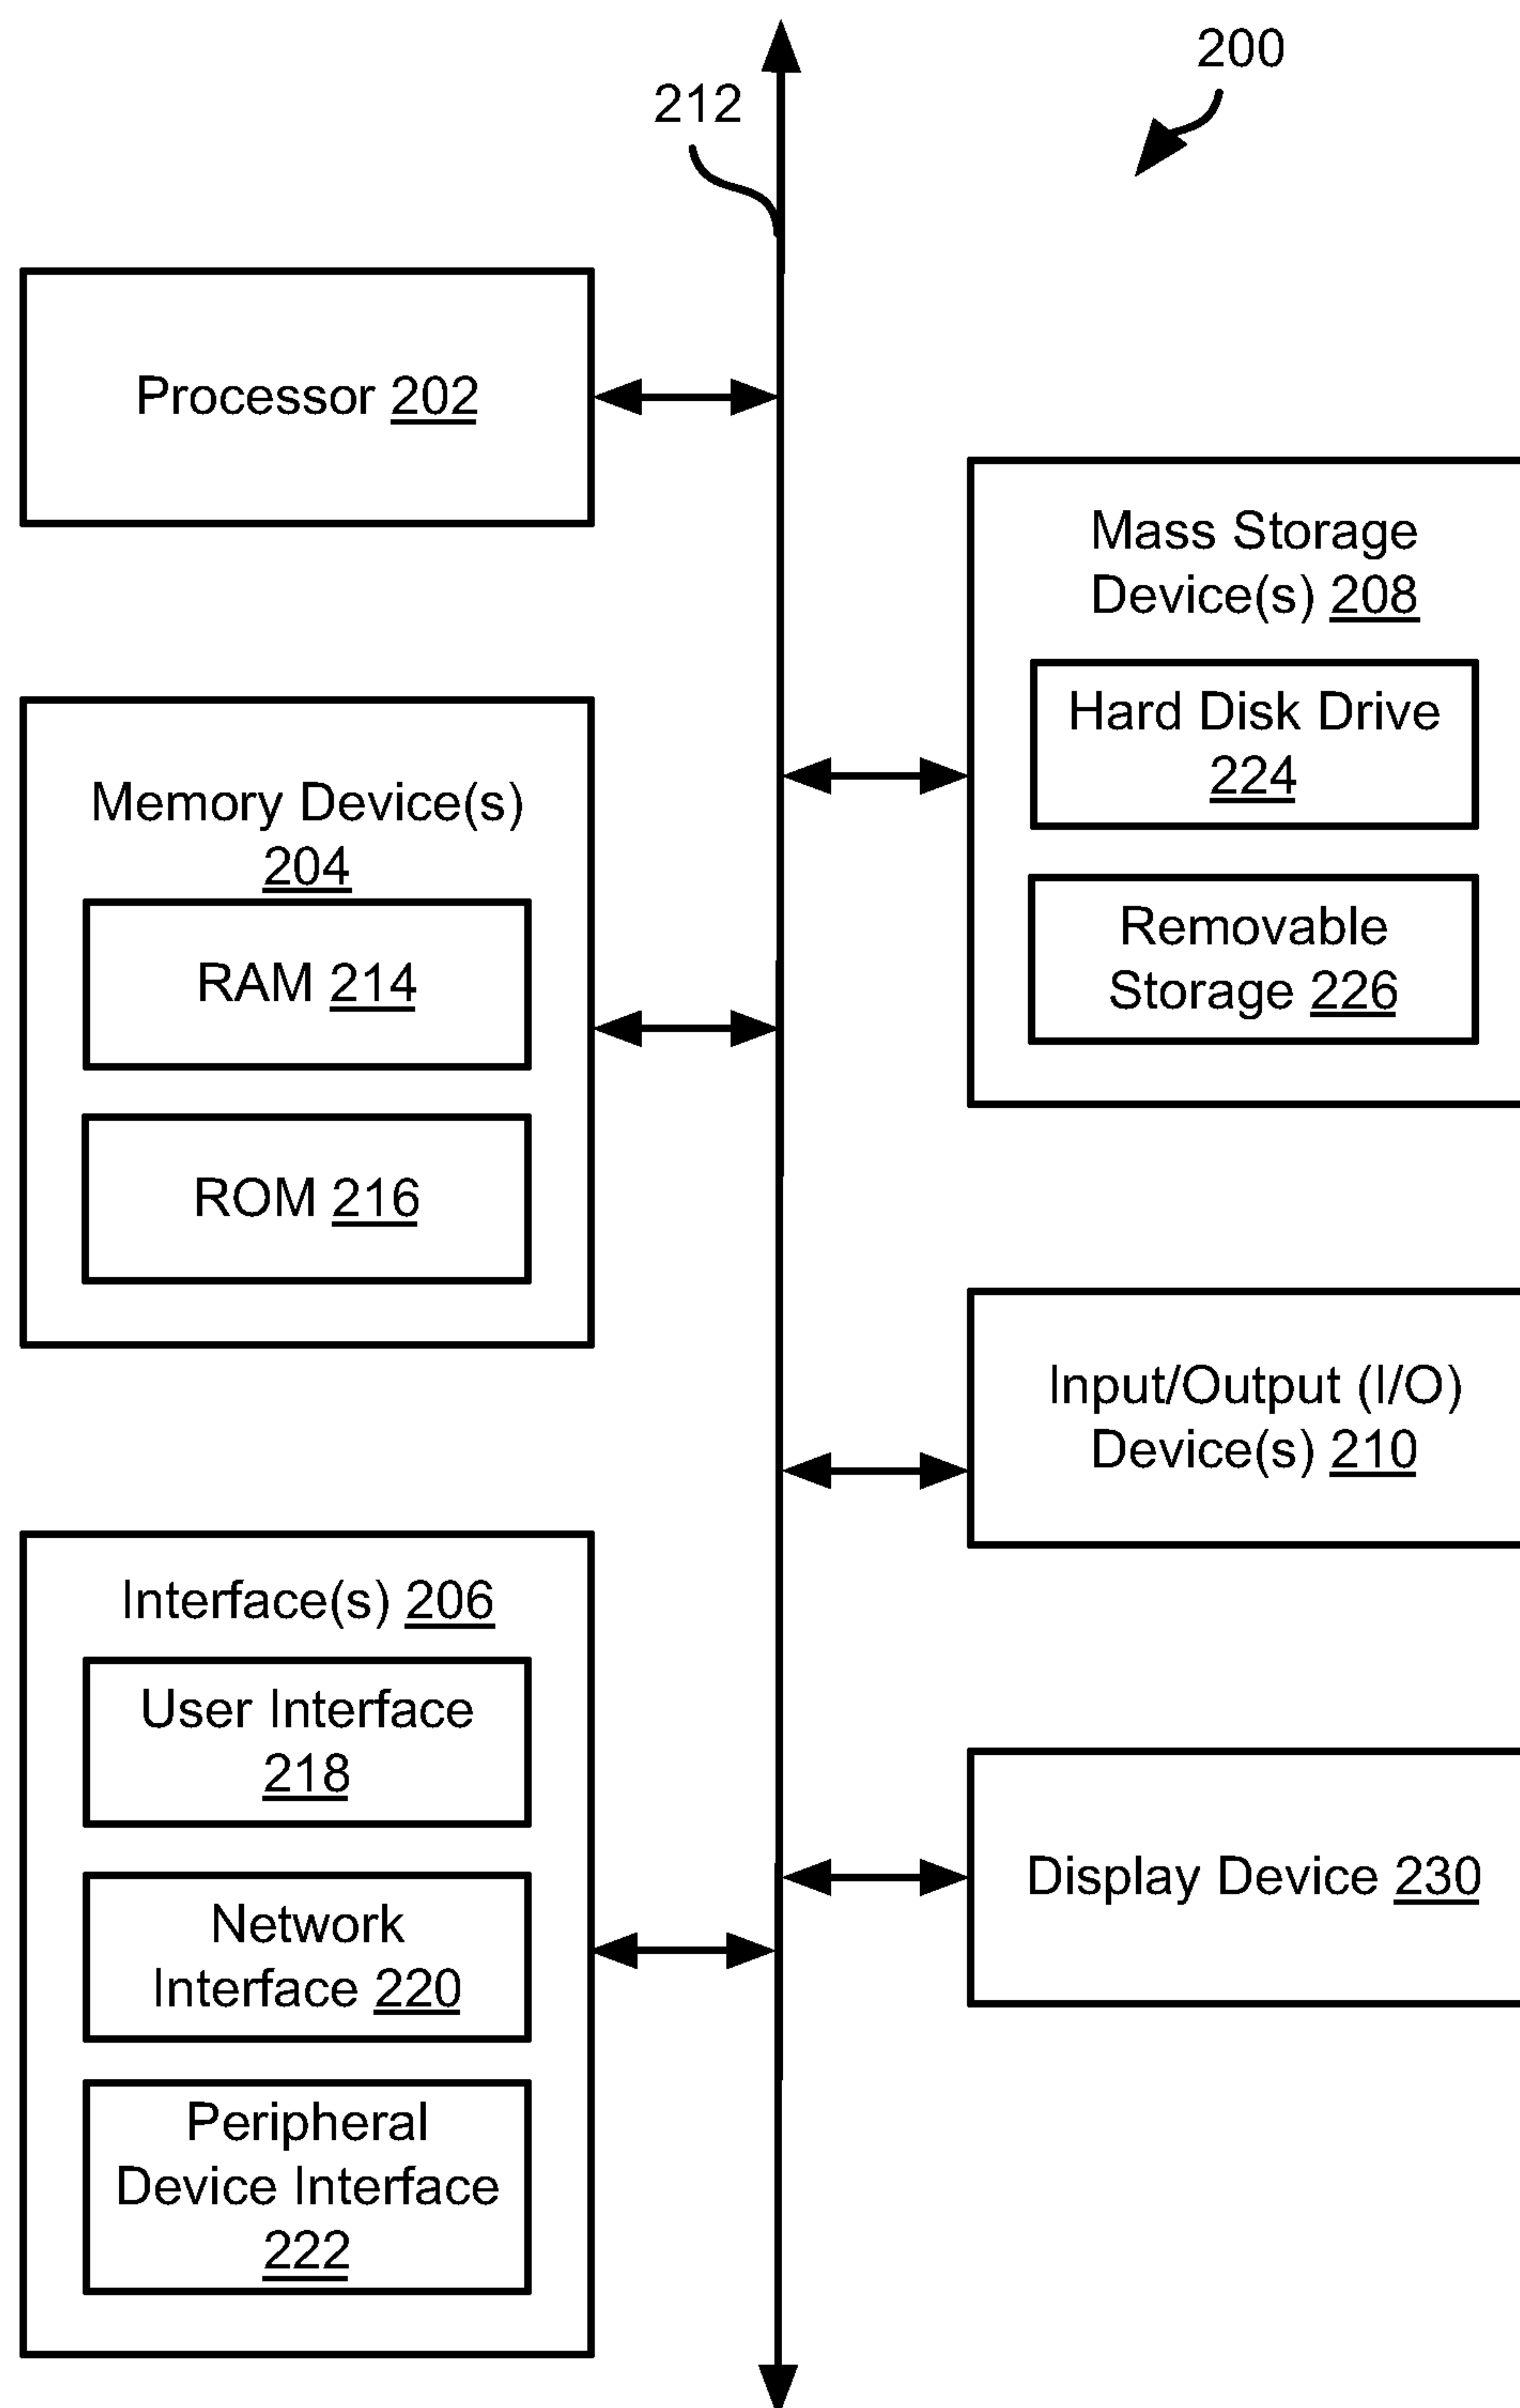 200
212
Processor 202
Mass Storage
Device(s) 208
Hard Disk Drive
224
Removable
Storage 226
Memory Device(s)
204
RAM 214
ROM 216
Input/Output (I/O)
Device(s) 210
Interface(s) 206
User Interface
218
Network
Interface 220
Peripheral
Device Interface
222
Display Device 230